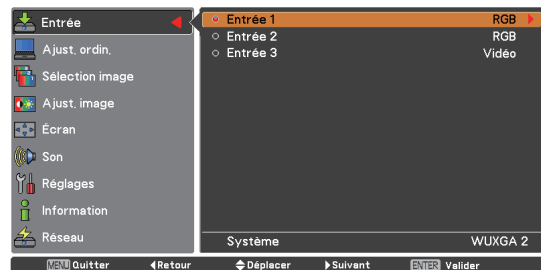 Entrée
Ajust. ordin.
Sélection image
Ajust. image
Écran
Son
Réglages
Information
Réseau
Entrée 1 RGB
Entrée 2 RGB
Entrée 3 Vidéo
Système WUXGA 2
MENU Quitter Retour Déplacer Suivant ENTER Valider